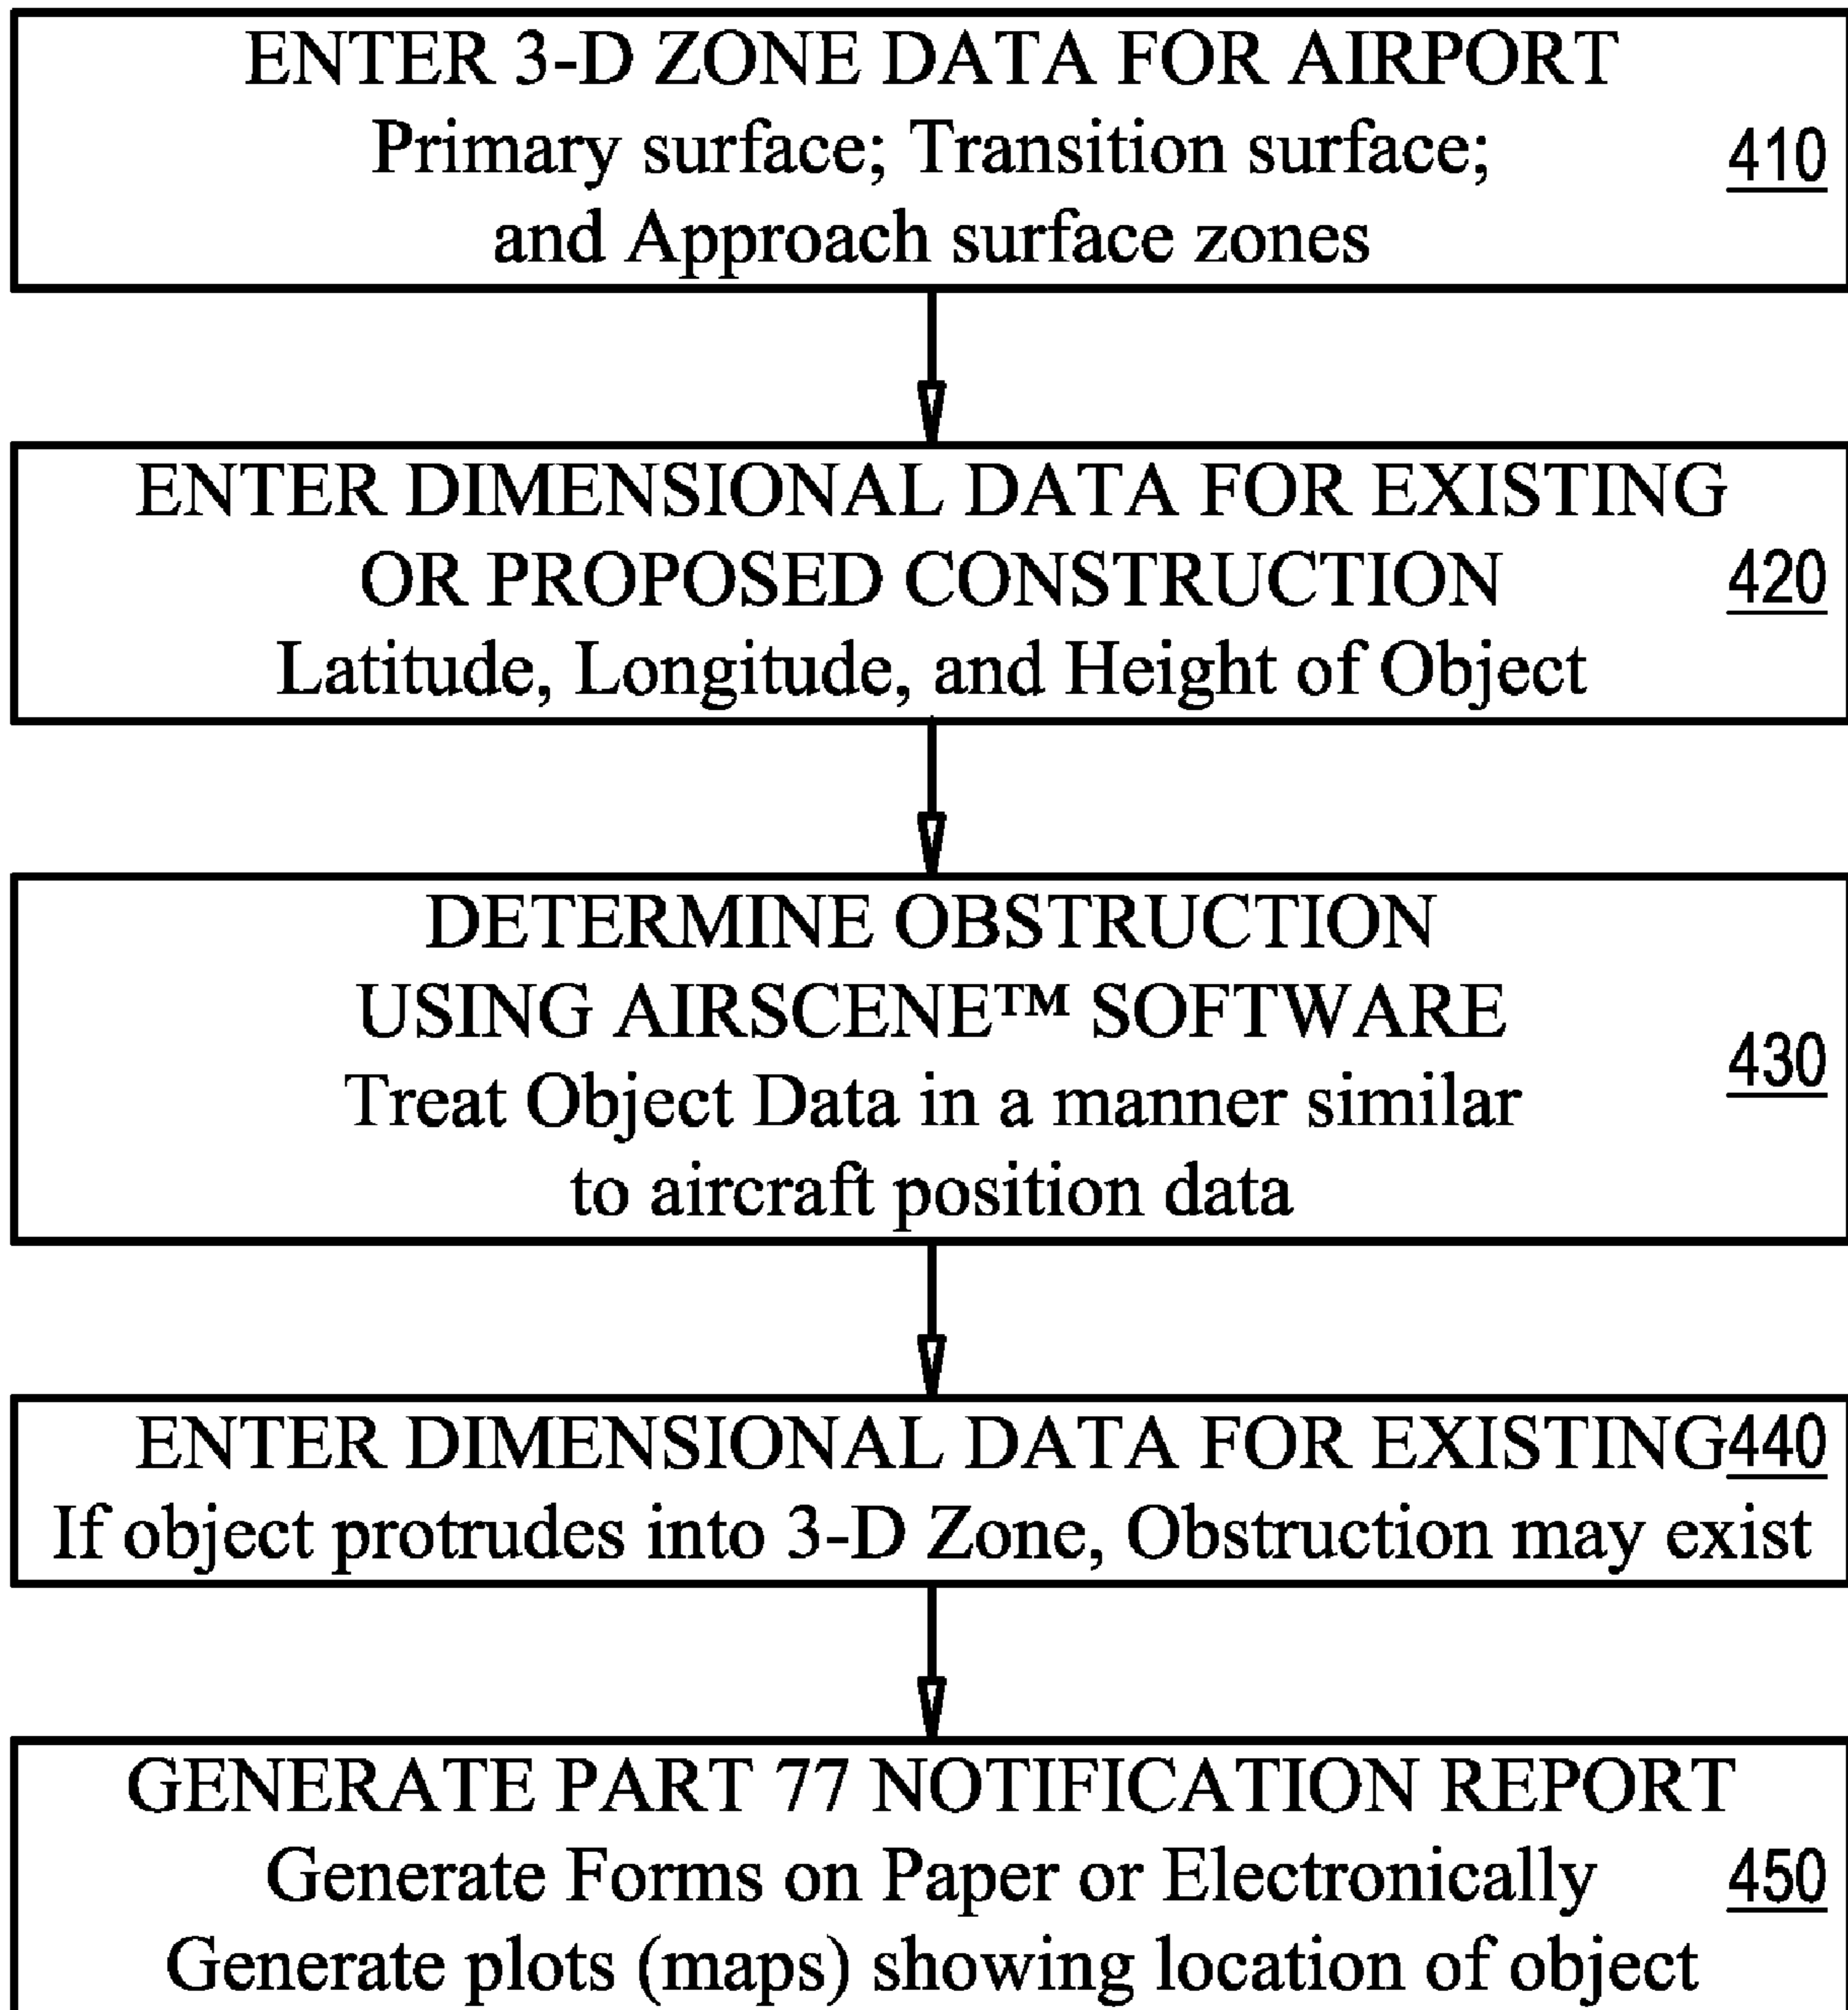 ENTER 3-D ZONE DATA FOR AIRPORT
Primary surface; Transition surface;
410
and Approach surface zones
ENTER DIMENSIONAL DATA FOR EXISTING
OR PROPOSED CONSTRUCTION
420
Latitude, Longitude, and Height of Object
DETERMINE OBSTRUCTION
USING AIRSCENE™ SOFTWARE
430
Treat Object Data in a manner similar
to aircraft position data
ENTER DIMENSIONAL DATA FOR EXISTING 440
If object protrudes into 3-D Zone, Obstruction may exist
GENERATE PART 77 NOTIFICATION REPORT
Generate Forms on Paper or Electronically
450
Generate plots (maps) showing location of object